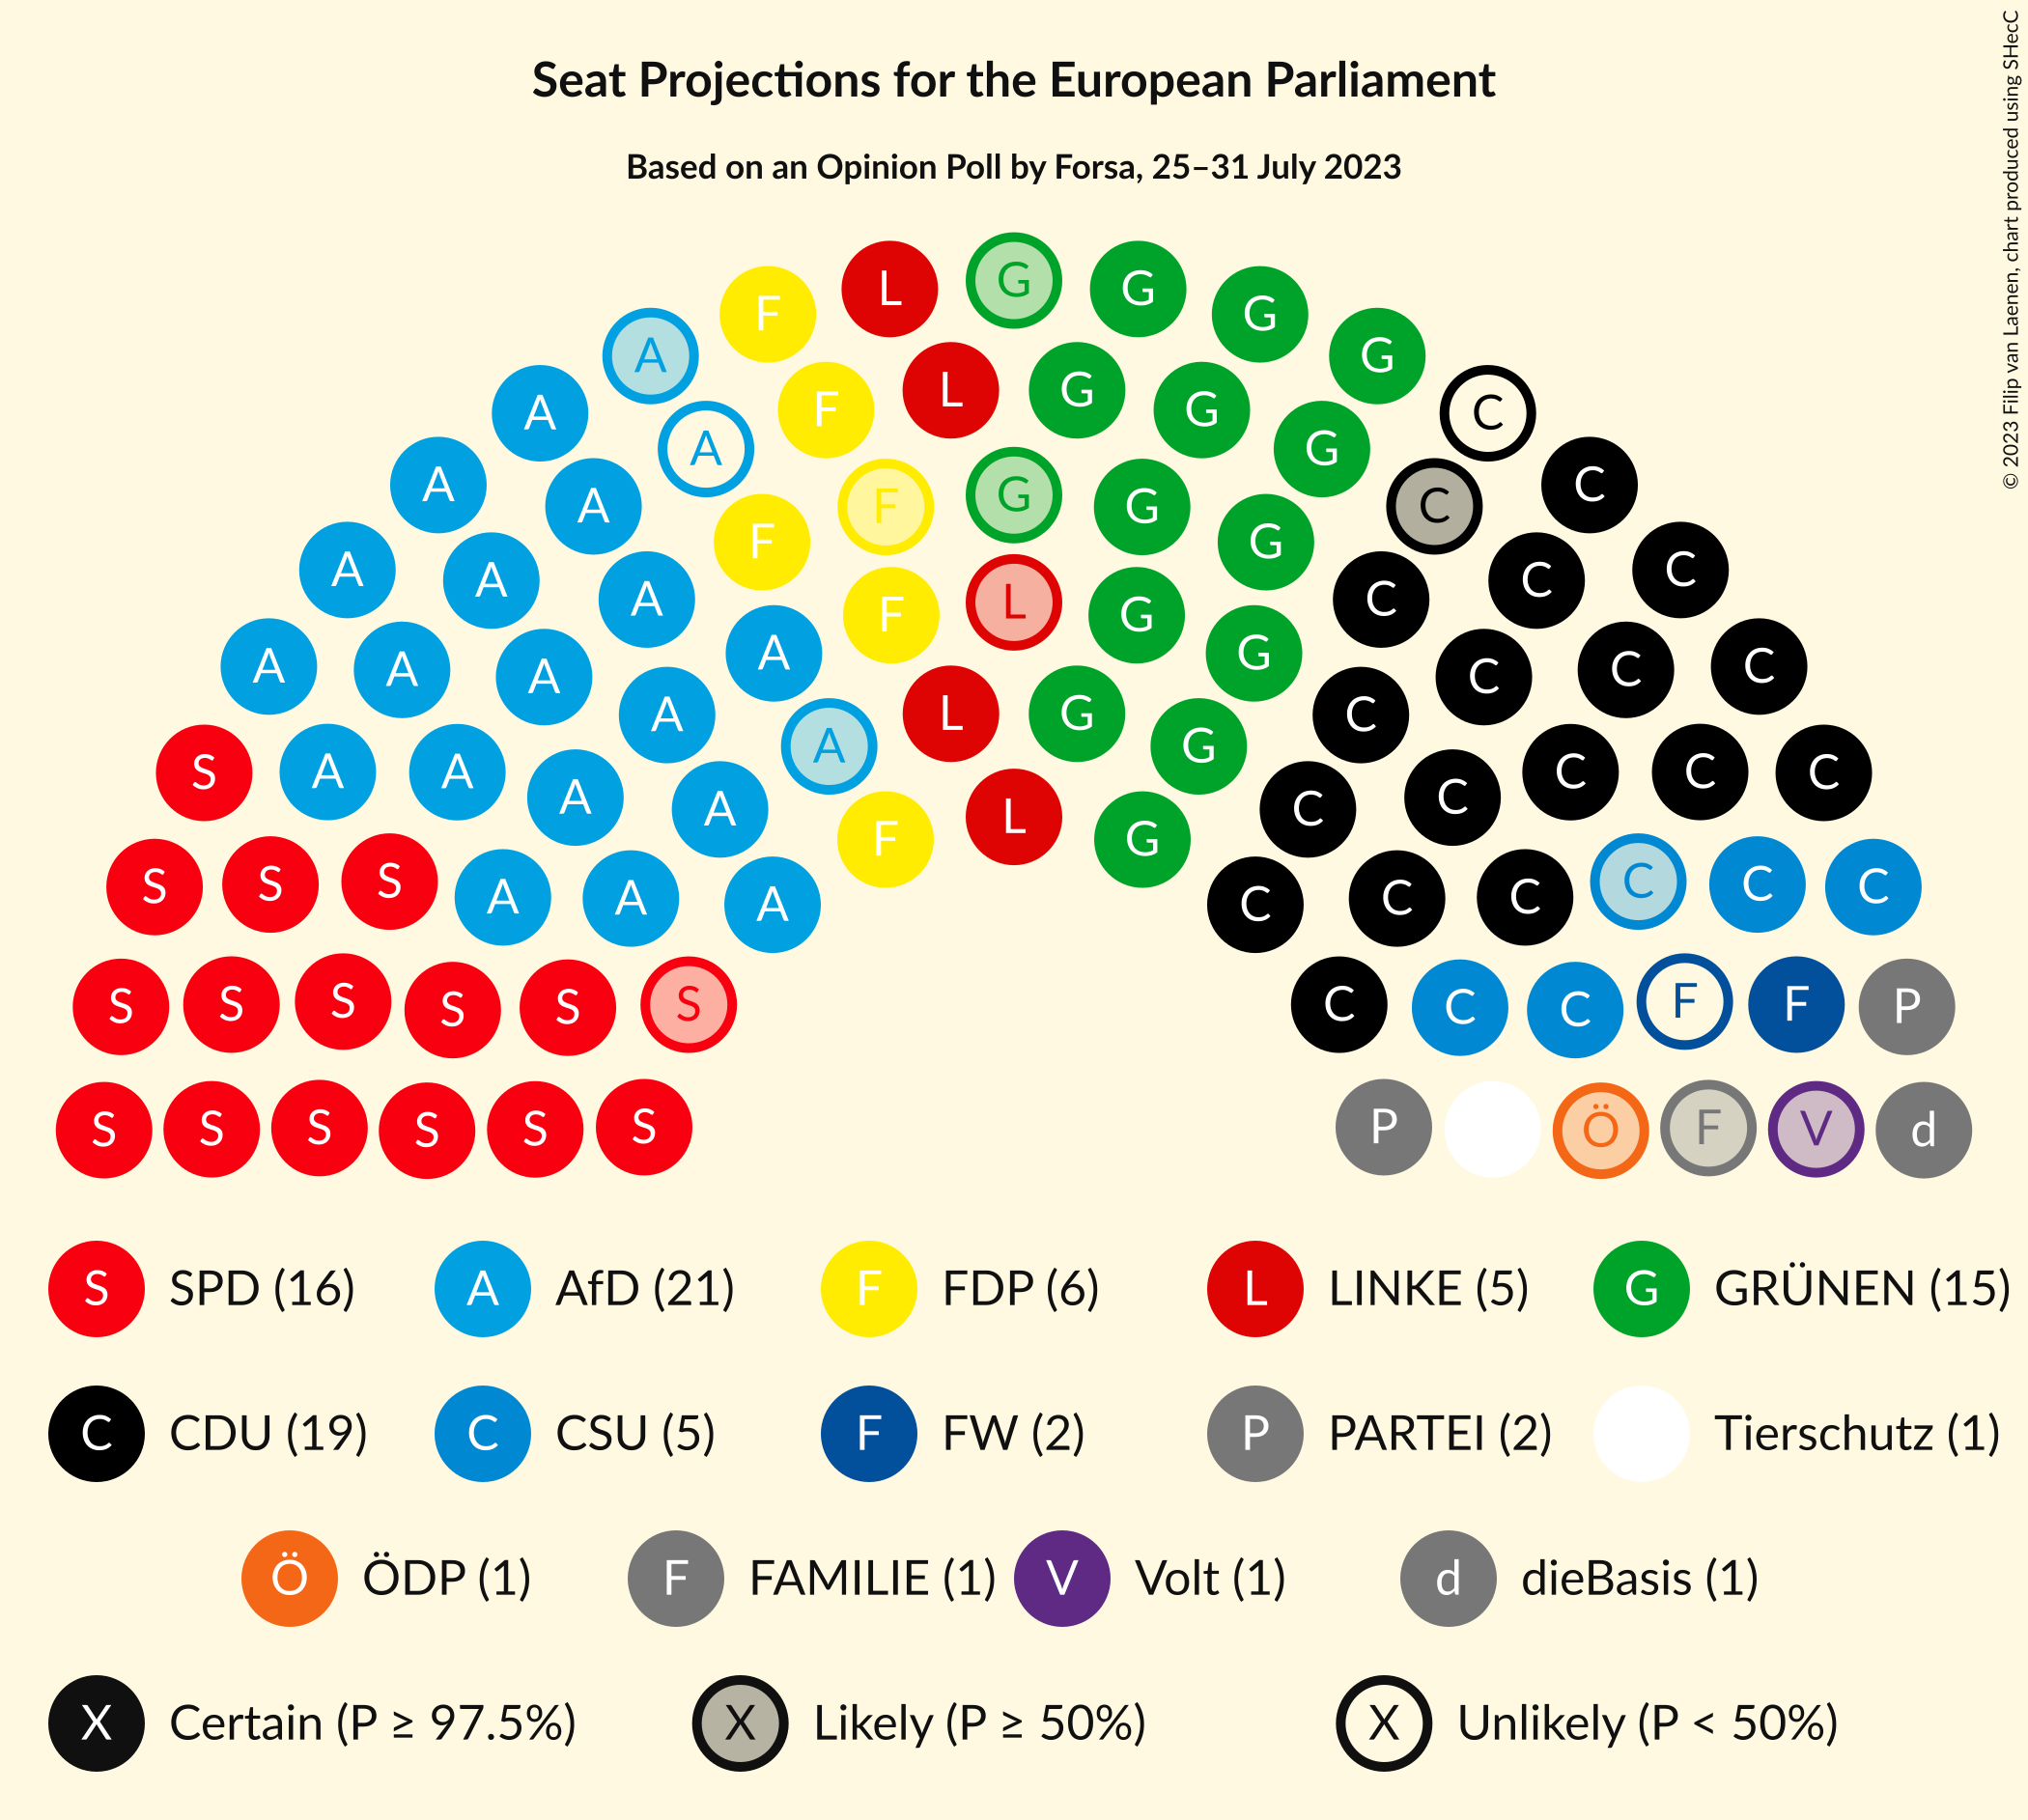 © 2023 Filip van Laenen, chart produced using SHecC
Seat Projections for the European Parliament
Based on an Opinion Poll by Forsa, 25–31 July 2023
F L G G G
A G
A F L G G C
A G
A A F G G C C
F G
A A A F L G C C C
A A A A G C C C
A L G C
S A A A A A G C C C C C
F L G
S S S A A A C C C C C C
S S S S S S C C C F F P
S S S S S S P Ö F V d
S SPD (16) A AfD (21) F FDP (6) L LINKE (5) G GRÜNEN (15)
C CDU (19) C CSU (5) F FW (2) P PARTEI (2) Tierschutz (1)
Ö ÖDP (1) F FAMILIE (1) V Volt (1) d dieBasis (1)
X Certain (P ≥ 97.5%) X Likely (P ≥ 50%) X Unlikely (P < 50%)